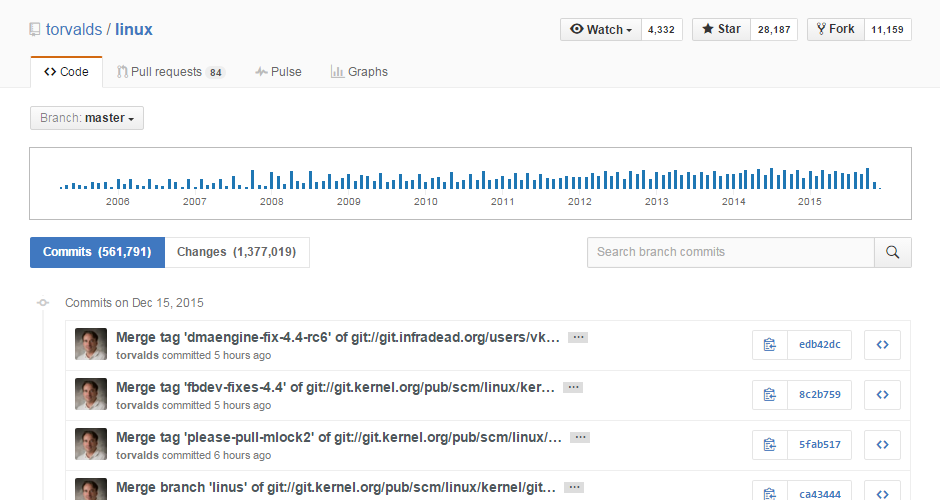 torvalds / linux
Watch 4,332 Star 28,187 Fork 11,159
Code Pull requests 84 Pulse Graphs
Branch: master
2006 2007 2008 2009 2010 2011 2012 2013 2014 2015
Commits (561,791) Changes (1,377,019) Search branch commits
Commits on Dec 15, 2015
Merge tag 'dmaengine-fix-4.4-rc6' of git://git.infradead.org/users/vk… …
edb42dc
torvalds committed 5 hours ago
Merge tag 'fbdev-fixes-4.4' of git://git.kernel.org/pub/scm/linux/ker… …
8c2b759
torvalds committed 5 hours ago
Merge tag 'please-pull-mlock2' of git://git.kernel.org/pub/scm/linux/… …
5fab517
torvalds committed 6 hours ago
Merge branch 'linus' of git://git.kernel.org/pub/scm/linux/kernel/git… …
ca43444